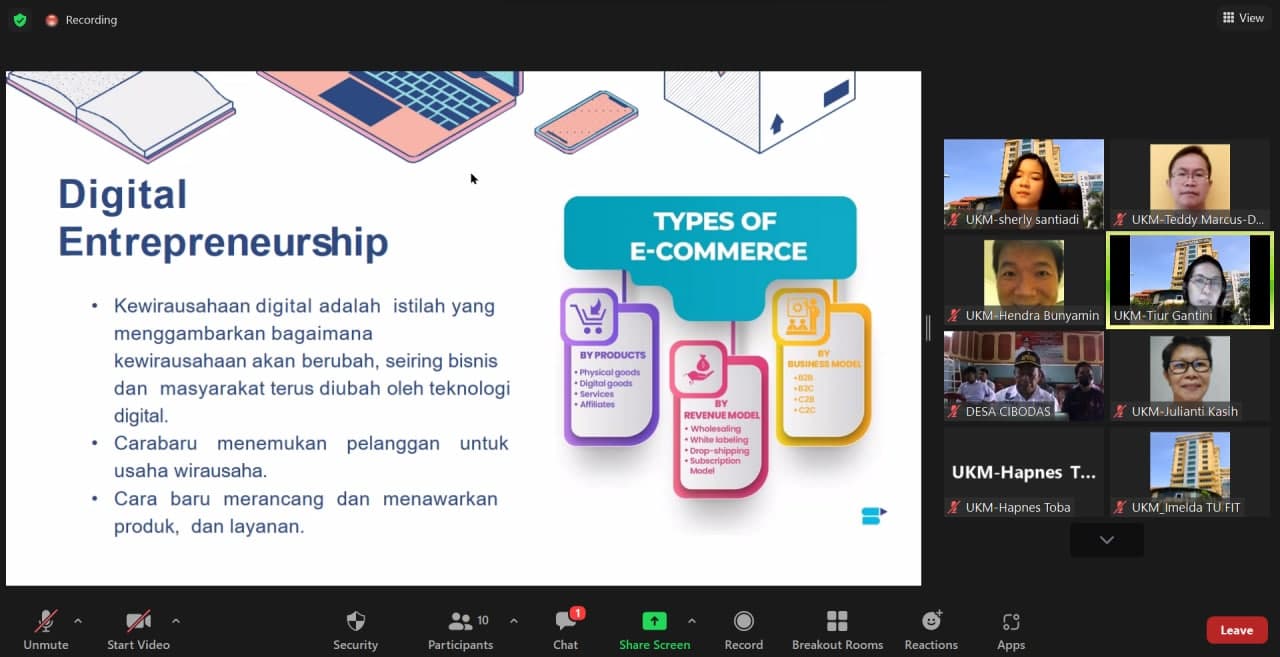 Recording
View
Digital
Entrepreneurship
• Kewirausahaan digital adalah istilah yang
menggambarkan bagaimana
kewirausahaan akan berubah, seiring bisnis
dan masyarakat terus diubah oleh teknologi
digital.
• Carabaru menemukan pelanggan untuk
usaha wirausaha.
• Cara baru merancang dan menawarkan
produk, dan layanan.
TYPES OF
E-COMMERCE
BY PRODUCTS
• Physical goods
• Digital goods
• Services
• Affiliates
BY
REVENUE MODEL
• Wholesaling
• White labeling
• Drop-shipping
• Subscription
Model
BY
BUSINESS MODEL
•B2B
•B2C
•C2B
•C2C
UKM-sherly santiadi
UKM-Teddy Marcus-D...
UKM-Hendra Bunyamin
UKM-Tiur Gantini
DESA CIBODAS
UKM-Julianti Kasih
UKM-Hapnes T...
UKM-Hapnes Toba
UKM_Imelda TU FIT
Unmute
Start Video
Security
10
Participants
1
Chat
Share Screen
Record
Breakout Rooms
Reactions
Apps
Leave